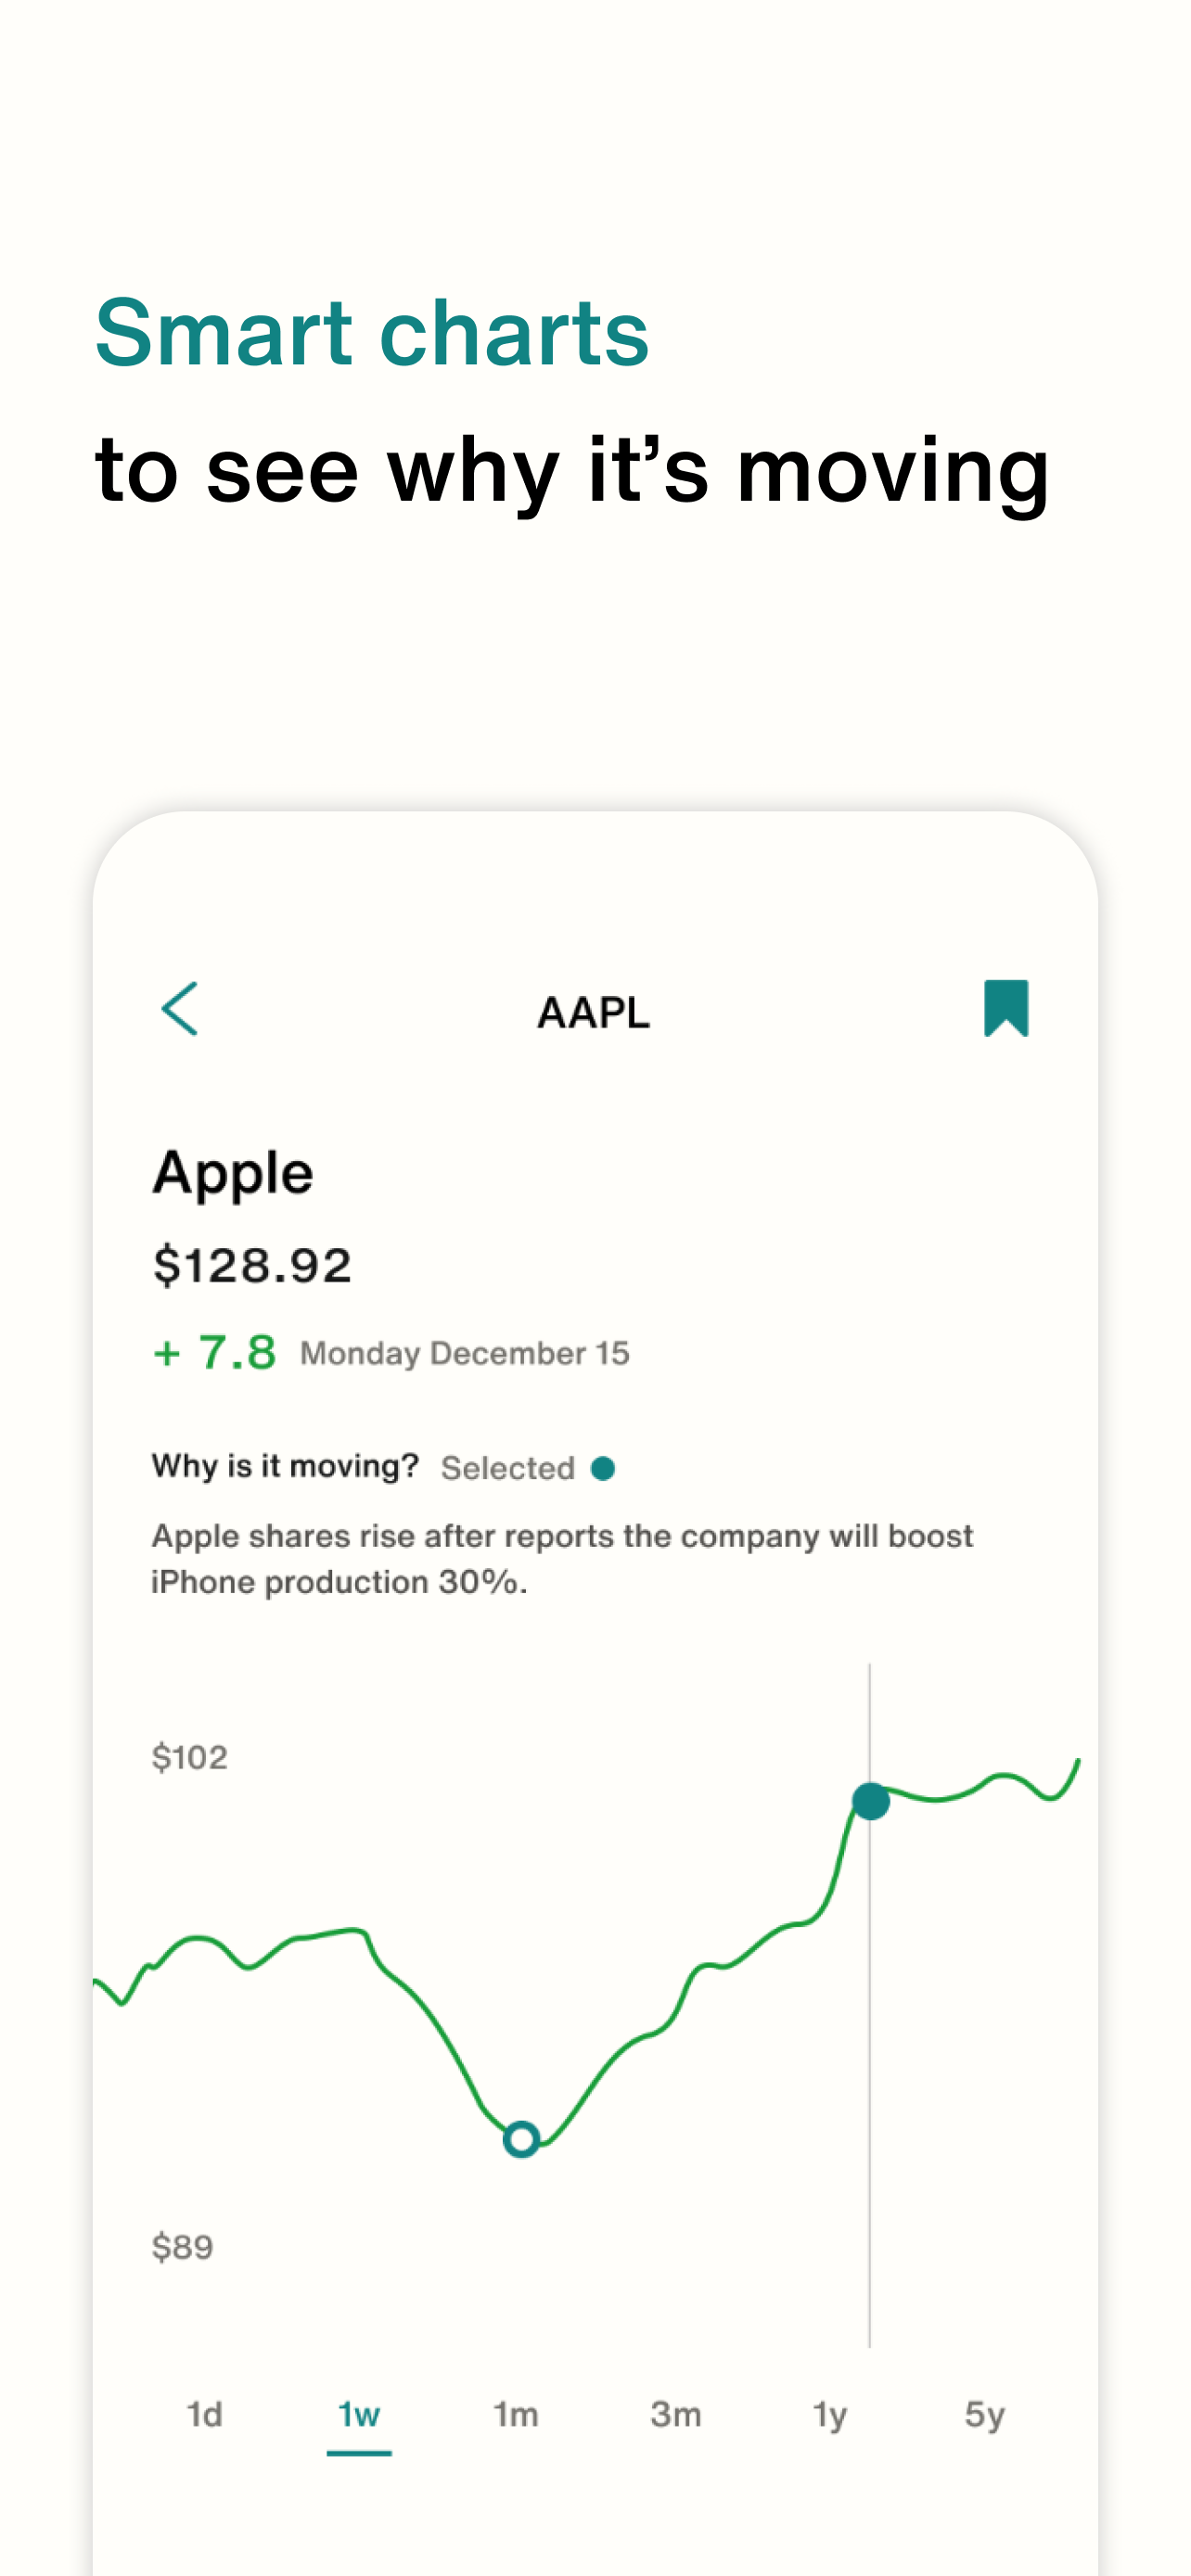 Smart charts
to see why it’s moving
AAPL
Apple
$128.92
+ 7.8 Monday December 15
Why is it moving? Selected
Apple shares rise after reports the company will boost
iPhone production 30%.
$102
$89
1d 1w 1m 3m 1y 5y